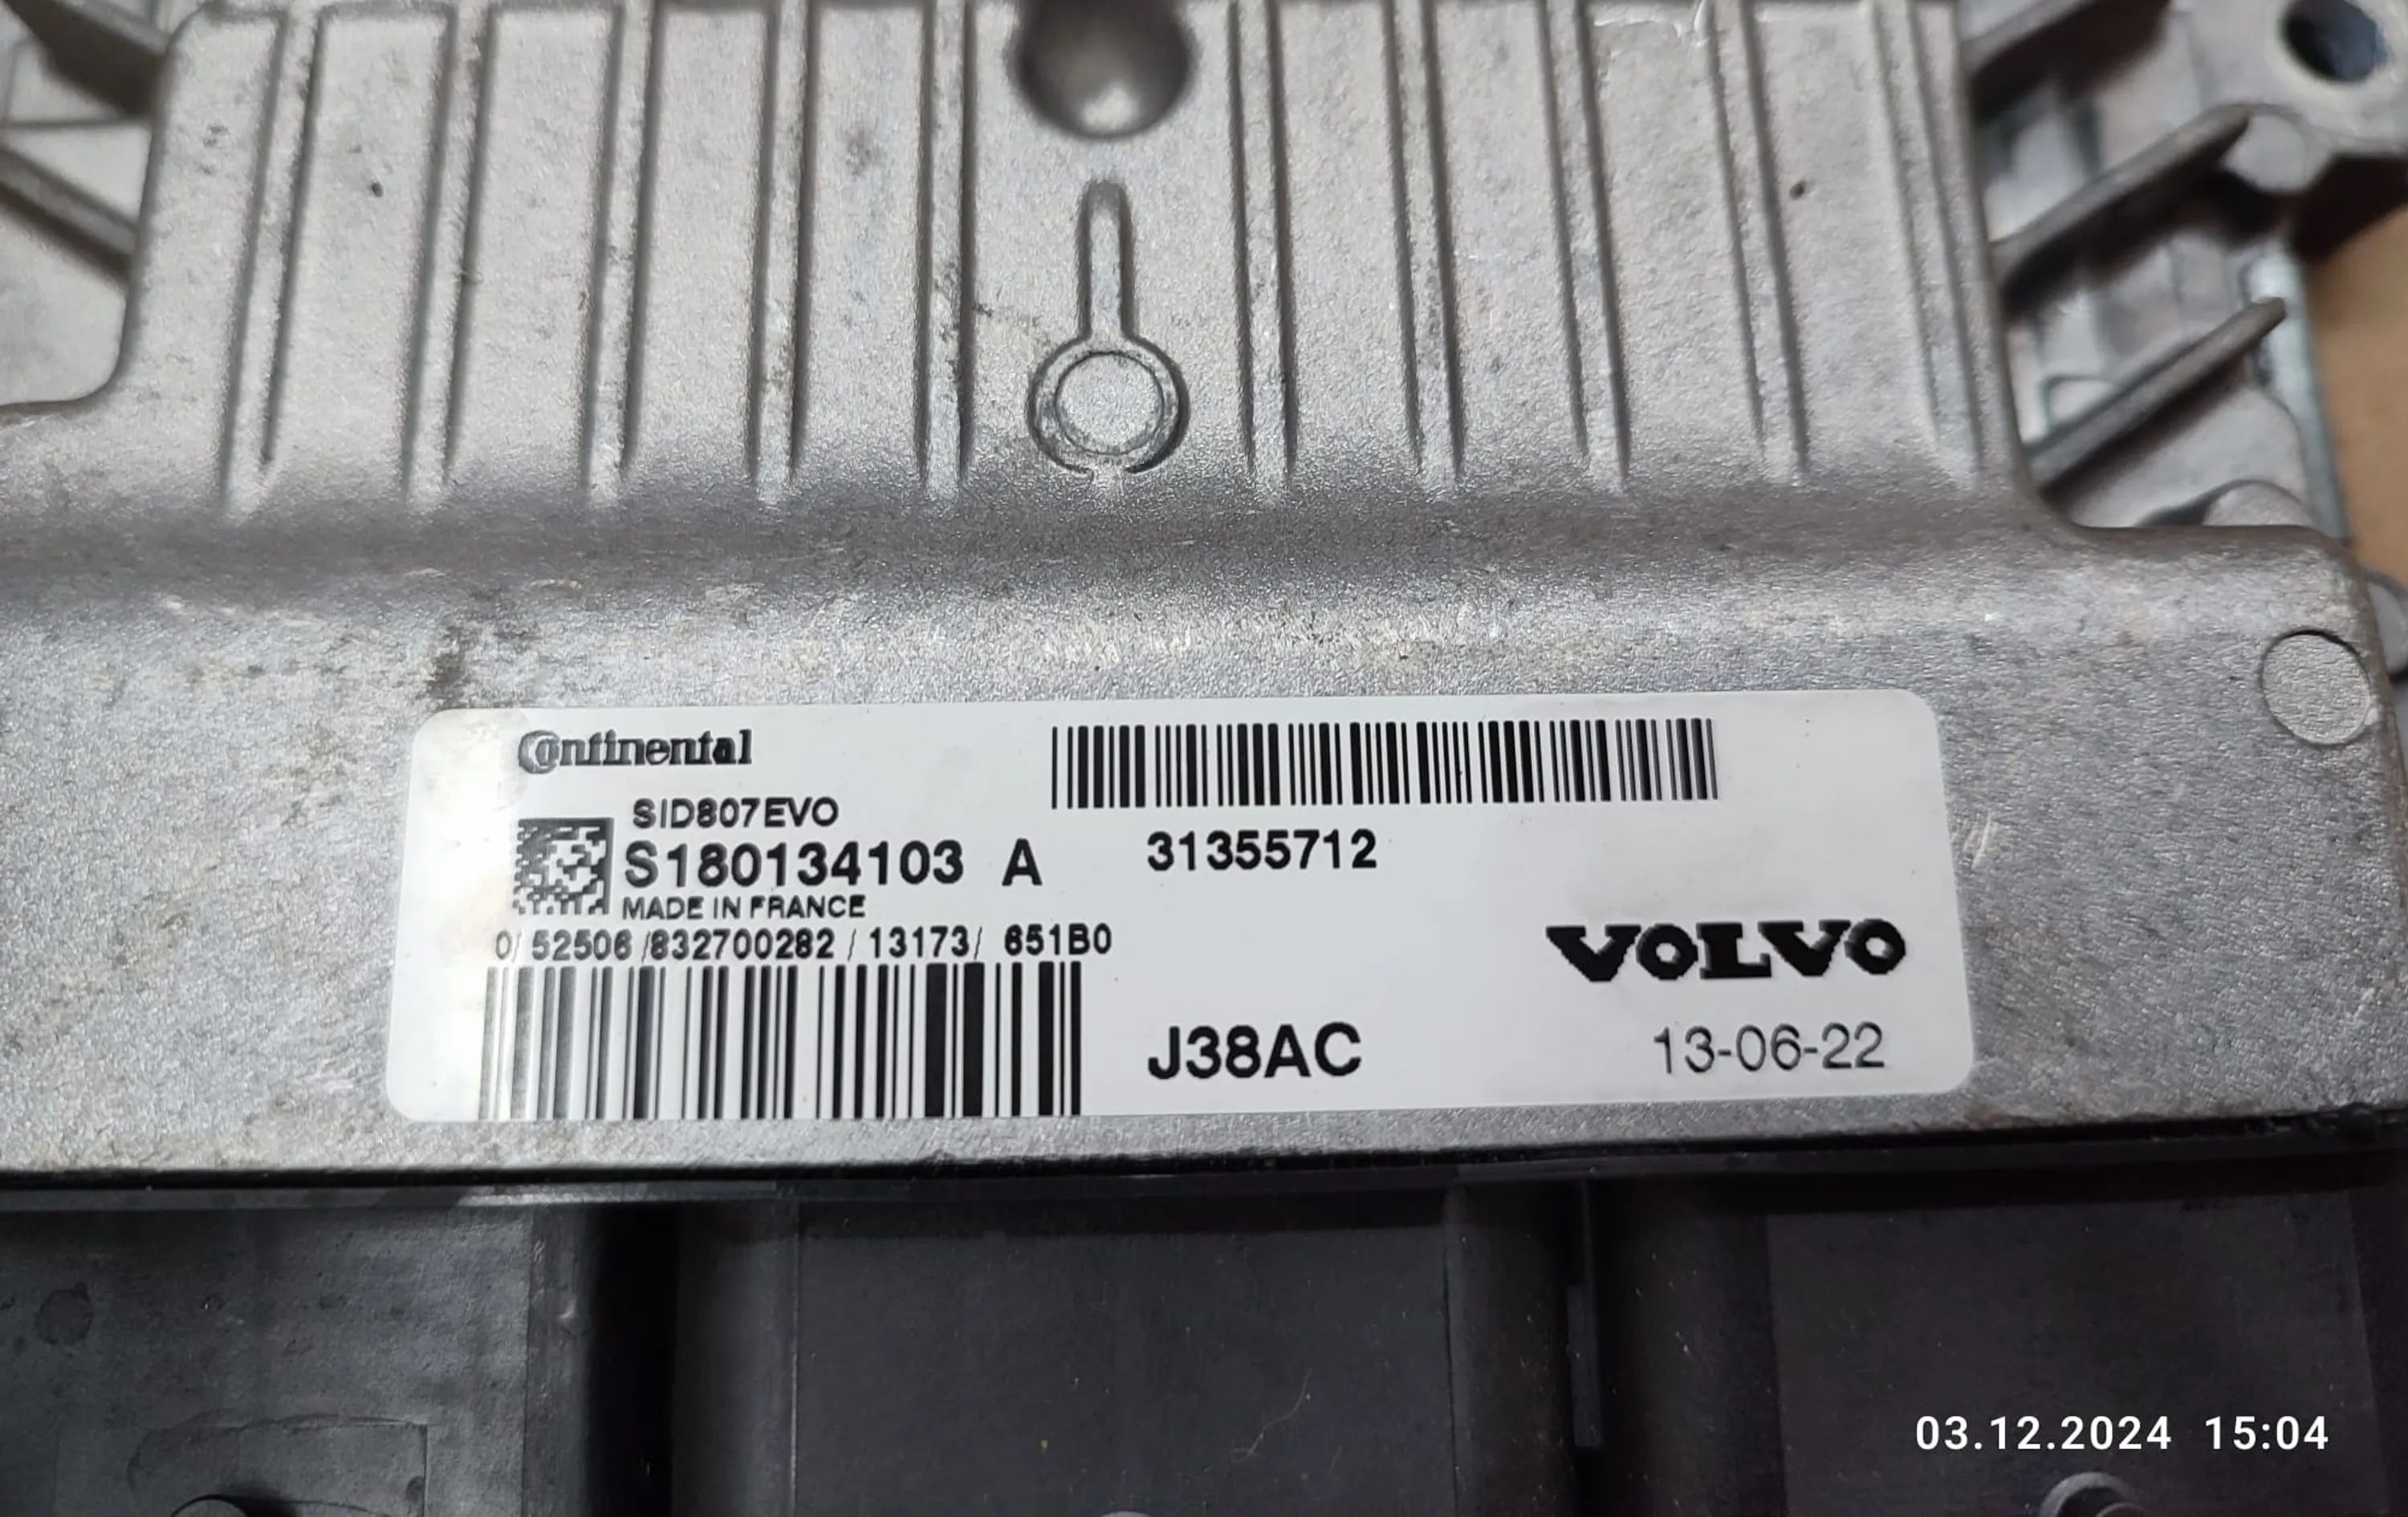 Continental
SID807EVO
S180134103 A
MADE IN FRANCE
0/ 52506 /832700282 / 13173/ 651B0
31355712
VOLVO
J38AC
13-06-22
03.12.2024 15:04